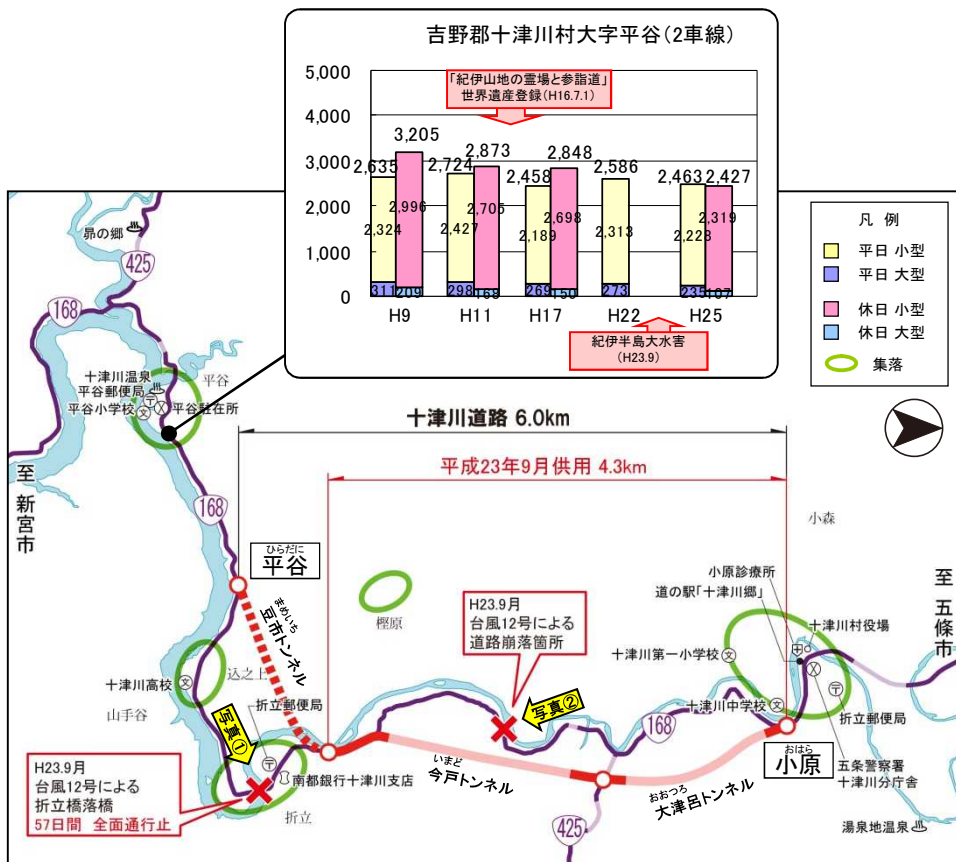 吉野郡十津川村大字平谷(2車線)
5,000
4,000
3,000
2,000
1,000
0
「紀伊山地の霊場と参詣道」
世界遺産登録(H16.7.1)
2,635
3,205
2,724
2,873
2,458
2,848
2,586
2,463
2,427
2,324
2,996
2,427
2,705
2,189
2,698
2,313
2,228
2,319
311
209
298
168
269
150
273
235
107
H9
H11
H17
H22
H25
紀伊半島大水害
(H23.9)
凡 例
平日 小型
平日 大型
休日 小型
休日 大型
集落
昴の郷
425
168
十津川温泉
平谷郵便局
平谷小学校
文
平谷駐在所
平谷
至 新宮市
168
十津川道路 6.0km
平成23年9月供用 4.3km
ひらだに
平谷
まめいち
豆市トンネル
樫原
小森
H23.9月
台風12号による
道路崩落箇所
写真②
小原診療所
道の駅「十津川郷」
十津川村役場
十津川第一小学校
文
十津川中学校
文
折立郵便局
至 五條市
168
おはら
小原
五条警察署
十津川分庁舎
湯泉地温泉
込之上
十津川高校
文
山手谷
折立郵便局
写真①
南都銀行十津川支店
折立
H23.9月
台風12号による
折立橋落橋
57日間 全面通行止
いまど
今戸トンネル
おおつろ
大津呂トンネル
425